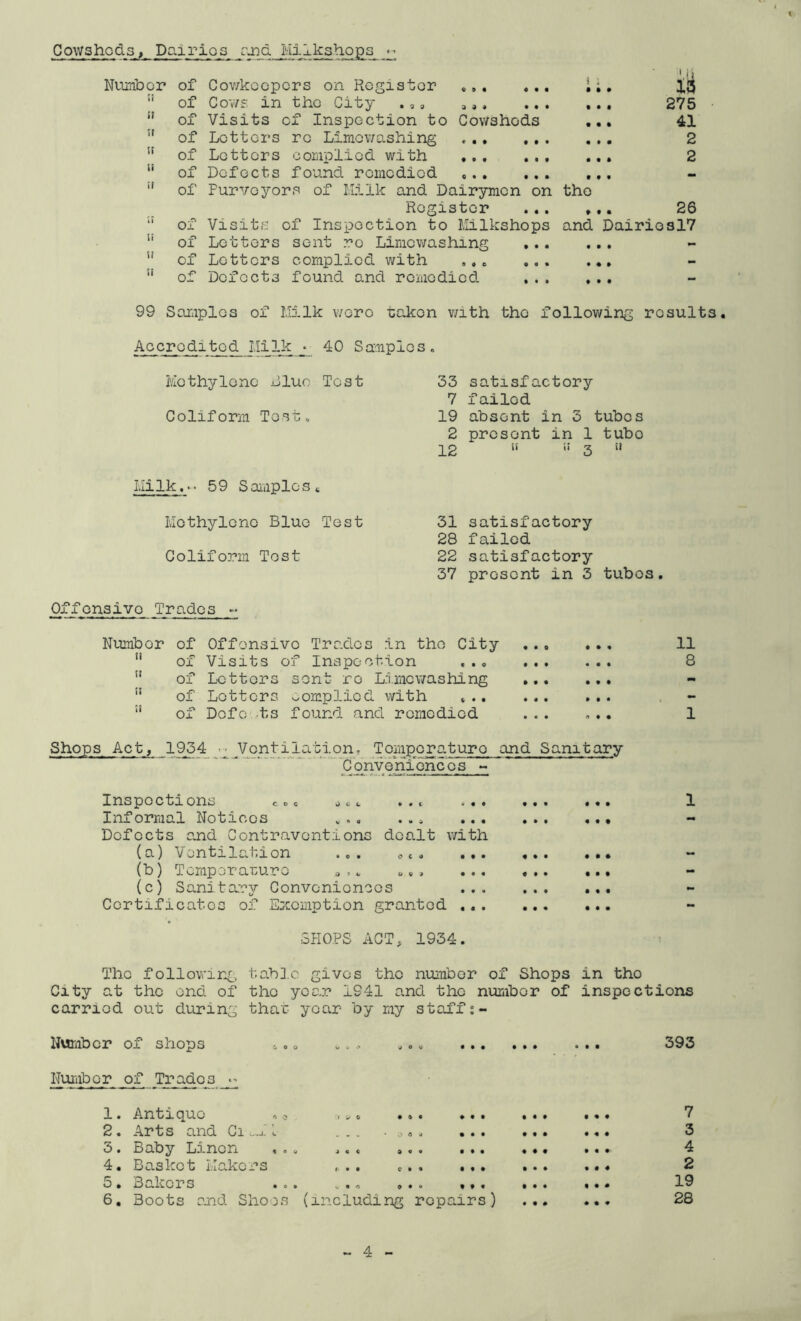 Cowsheds, Dairies and Milkshops -
Number of Cowkeepers on Register ... ... ...
" of Cows in the City ... ... ... ... 275
" of Visits of Inspection to Cowsheds ... 41
" of Letters re Limewashing ... ... ... 2
" of Letters complied with ... ... ... 2
" of Defects found remedied ... ... ... -
" of Purveyors of Milk and Dairymen on the
Register ... ... 26
" of Visits of Inspection to Milkshops and Dairies17
" of Letters sent re Limewashing ... ... -
" of Letters complied with ... ... ... -
" of Defects found and remedied ... ... -
99 Samples of Milk were taken with the following results.
Accredited Milk - 40 Samples.
Methylene Blue Test 33 satisfactory
7 failed
Coliform Test. 19 absent in 3 tubes
2 present in 1 tube
12 " " 3 "
Milk.- 59 Samples.
Methylene Blue Test 31 satisfactory
28 failed
Coliform Test 22 satisfactory
37 present in 3 tubes.
Offensive Trades -
Number of Offensive Trades in the City ... ... 11
" of Visits of Inspection ... ... ... 8
" of Letters sent re Limewashing ... ... -
" of Letters complied with ... ... ... -
" of Defects found and remedied ... ... 1
Shops Act, 1934 - Ventilation, Temperature and Sanitary
Conveniences -
Inspections ... ... ... ... ... ... 1
Informal Notices ... ... ... ... ... -
Defects and Contraventions dealt with
(a) Ventilation ... ... ... ... ... -
(b) Temperature ... ... ... ... ... -
(c) Sanitary Conveniences ... ... ... -
Certificates of Exemption granted ... ... ... -
SHOPS ACT, 1934.
The following table gives the number of Shops in the
City at the end of the year 1941 and the number of inspections
carried out during that year by my staff:-
Number of shops ... ... ... ... ... ... 393
Number of Trades -
1. Antique ... ... ... ... ... ... 7
2. Arts and Craft ... ... ... ... ... 3
3. Baby Linen ... ... ... ... ... ... 4
4. Basket Makers ... ... ... ... ... 2
5. Bakers ... ... ... ... ... ... 19
6. Boots and Shoes (including repairs) ... ... 28
- 4 -